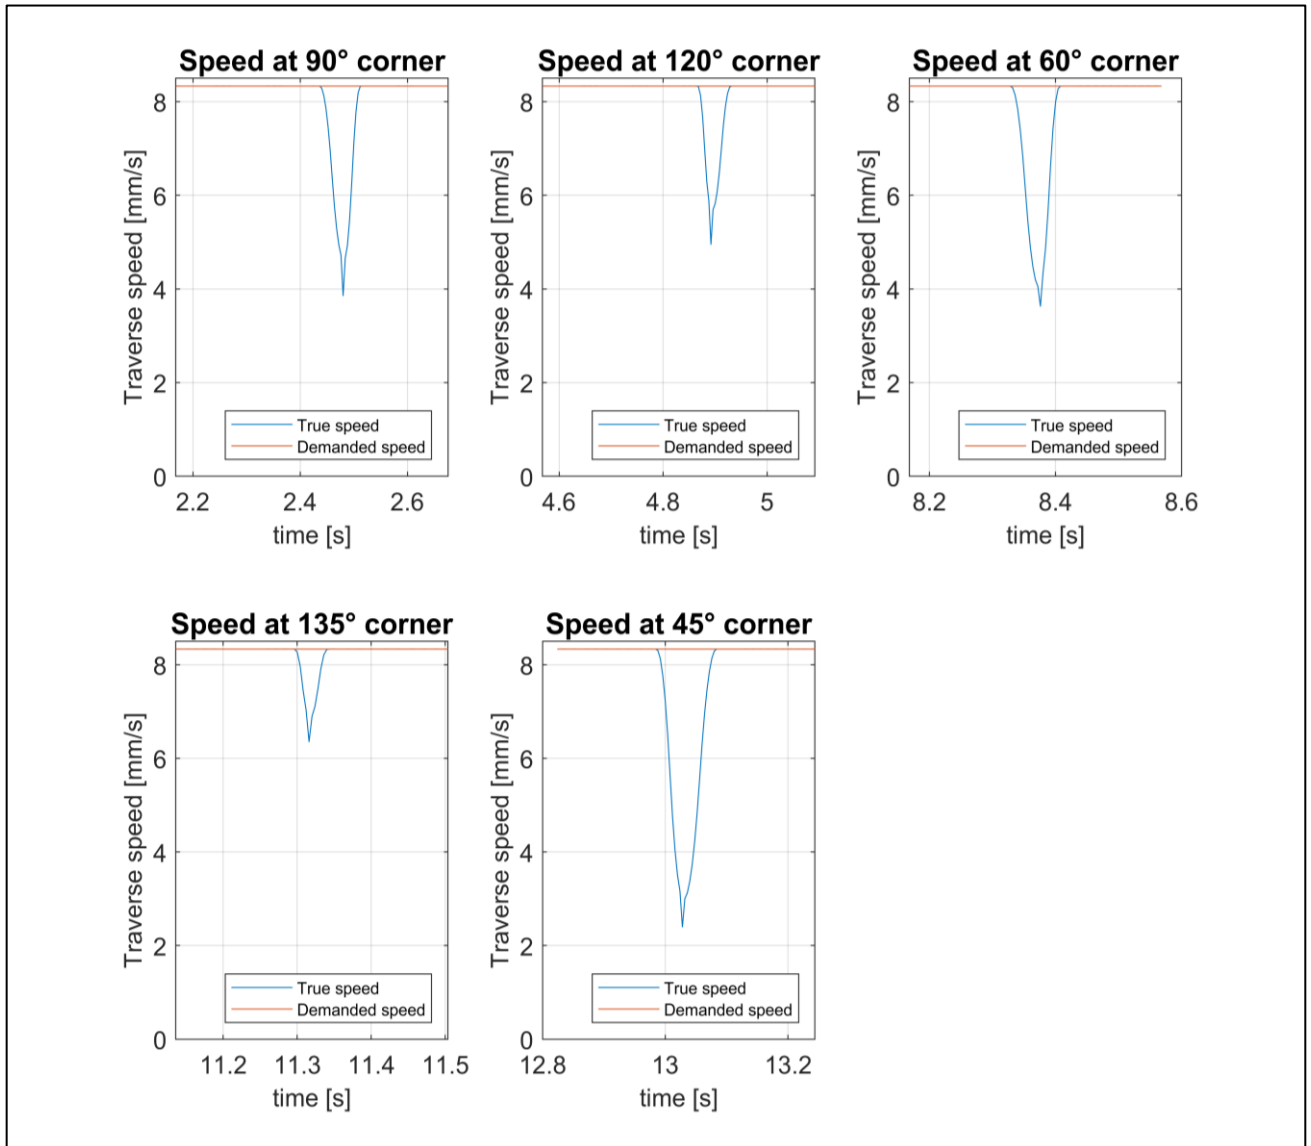 Speed at 90° corner
8
6
4
2
0
Traverse speed [mm/s]
True speed
Demanded speed
2.2 2.4 2.6
time [s]
Speed at 120° corner
8
6
4
2
0
Traverse speed [mm/s]
True speed
Demanded speed
4.6 4.8 5
time [s]
Speed at 60° corner
8
6
4
2
0
Traverse speed [mm/s]
True speed
Demanded speed
8.2 8.4 8.6
time [s]
Speed at 135° corner
8
6
4
2
0
Traverse speed [mm/s]
True speed
Demanded speed
11.2 11.3 11.4 11.5
time [s]
Speed at 45° corner
8
6
4
2
0
Traverse speed [mm/s]
True speed
Demanded speed
12.8 13 13.2
time [s]